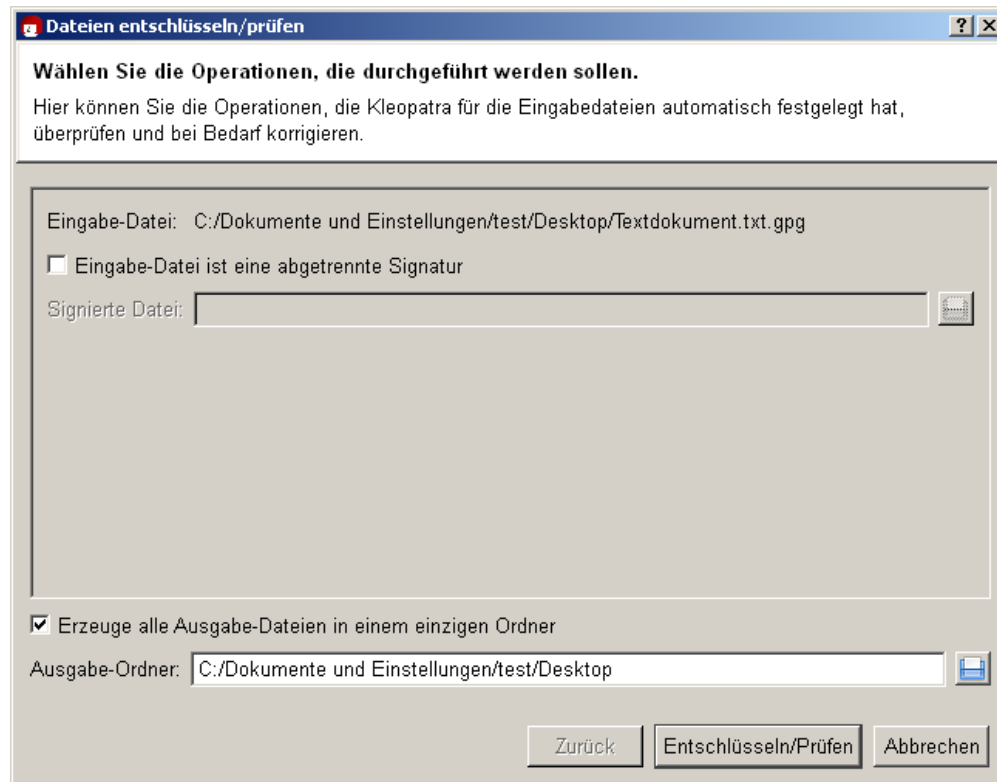 Dateien entschlüsseln/prüfen
Wählen Sie die Operationen, die durchgeführt werden sollen.
Hier können Sie die Operationen, die Kleopatra für die Eingabedateien automatisch festgelegt hat,
überprüfen und bei Bedarf korrigieren.
Eingabe-Datei: C:/Dokumente und Einstellungen/test/Desktop/Textdokument.txt.gpg
Eingabe-Datei ist eine abgetrennte Signatur
Signierte Datei:
Erzeuge alle Ausgabe-Dateien in einem einzigen Ordner
Ausgabe-Ordner: C:/Dokumente und Einstellungen/test/Desktop
Zurück Entschlüsseln/Prüfen Abbrechen